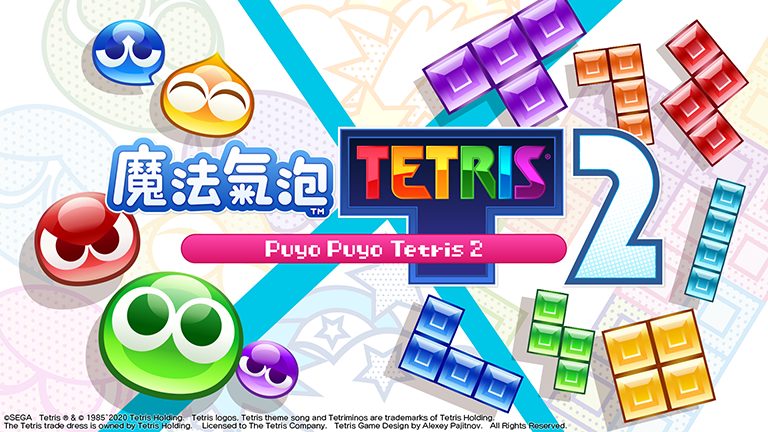 魔法氣泡™
TETRIS®
2
Puyo Puyo Tetris 2
©SEGA Tetris ® & © 1985~2020 Tetris Holding. Tetris logos. Tetris theme song and Tetriminos are trademarks of Tetris Holding.
The Tetris trade dress is owned by Tetris Holding. Licensed to The Tetris Company. Tetris Game Design by Alexey Pajitnov. All Rights Reserved.